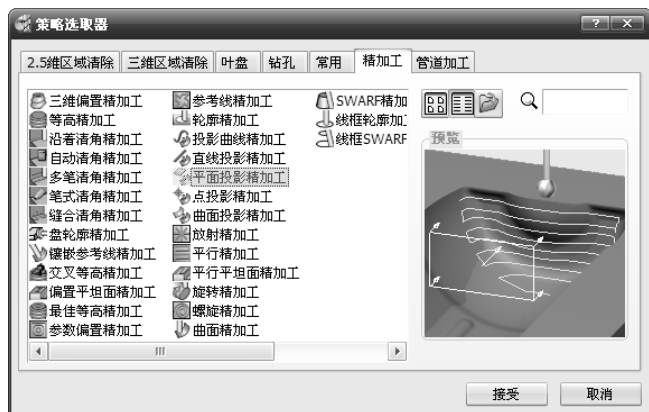 策略选取器
2.5维区域清除 三维区域清除 叶盘 钻孔 常用 精加工 管道加工
三维偏置精加工
等高精加工
沿着清角精加工
自动清角精加工
多笔清角精加工
笔式清角精加工
缝合清角精加工
盘轮廓精加工
镶嵌参考线精加工
交叉等高精加工
偏置平坦面精加工
最佳等高精加工
参数偏置精加工
参考线精加工
轮廓精加工
投影曲线精加工
直线投影精加工
平面投影精加工
点投影精加工
曲面投影精加工
放射精加工
平行精加工
平行平坦面精加工
旋转精加工
螺旋精加工
曲面精加工
SWARF精加
线框轮廓加
线框SWARF
预览
接受 取消